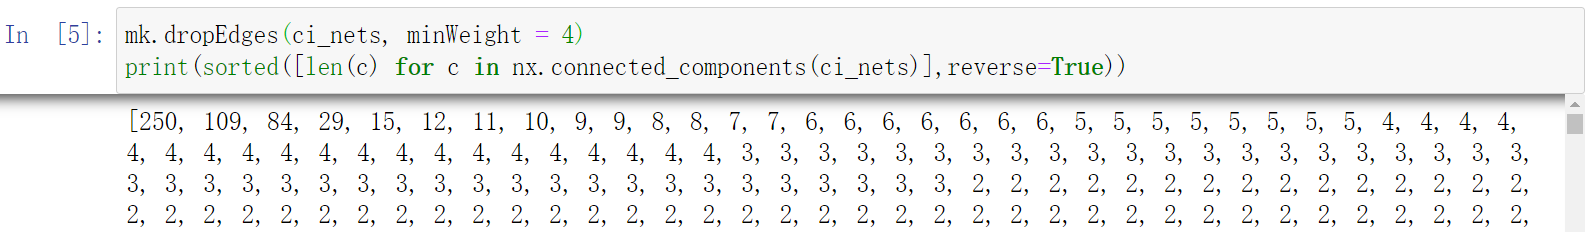 In [5]: mk.dropEdges(ci_nets, minWeight = 4)
print(sorted([len(c) for c in nx.connected_components(ci_nets)],reverse=True))
[250, 109, 84, 29, 15, 12, 11, 10, 9, 9, 8, 8, 7, 7, 6, 6, 6, 6, 6, 6, 6, 5, 5, 5, 5, 5, 5, 5, 5, 4, 4, 4, 4,
4, 4, 4, 4, 4, 4, 4, 4, 4, 4, 4, 4, 4, 4, 4, 4, 3, 3, 3, 3, 3, 3, 3, 3, 3, 3, 3, 3, 3, 3, 3, 3, 3, 3, 3, 3, 3,
3, 3, 3, 3, 3, 3, 3, 3, 3, 3, 3, 3, 3, 3, 3, 3, 3, 3, 3, 3, 3, 3, 2, 2, 2, 2, 2, 2, 2, 2, 2, 2, 2, 2, 2, 2, 2,
2, 2, 2, 2, 2, 2, 2, 2, 2, 2, 2, 2, 2, 2, 2, 2, 2, 2, 2, 2, 2, 2, 2, 2, 2, 2, 2, 2, 2, 2, 2, 2, 2, 2, 2, 2, 2,